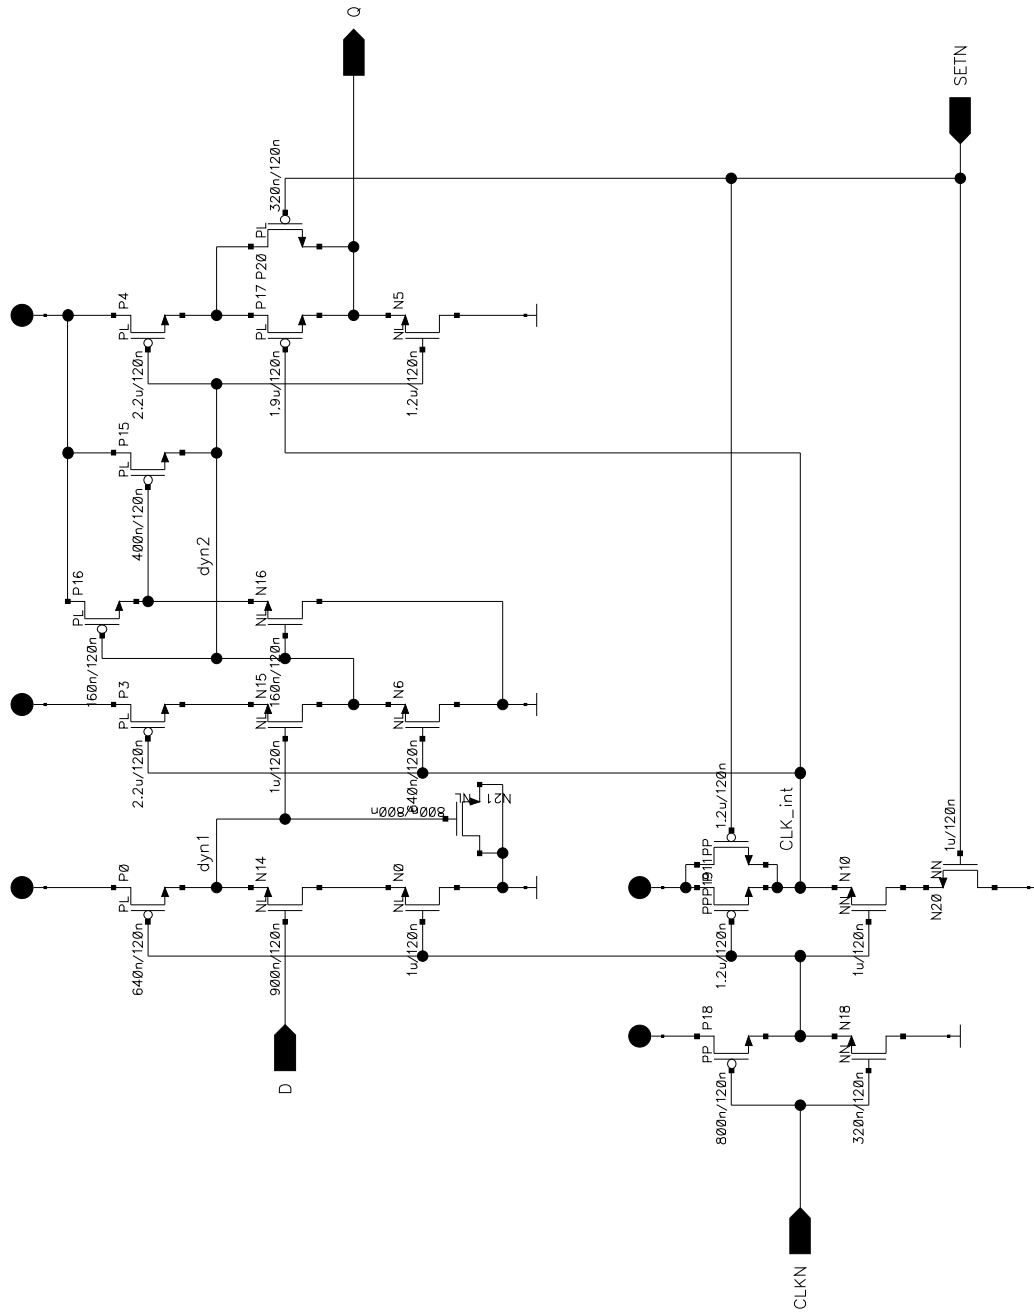 Q
SETN
320n/120n
PL
P17 P20
PL
1.9u/120n
P4
PL
2.2u/120n
N5
NL
1.2u/120n
P15
PL
400n/120n
dyn2
P16
PL
160n/120n
N16
NL
160n/120n
P3
PL
2.2u/120n
N15
NL
1u/120n
N6
NL
640n/120n
N21 NL
800n/800n
dyn1
P0
PL
640n/120n
N14
NL
900n/120n
N0
NL
1u/120n
D
1.2u/120n
CLK_int
1.2u/120n
N10
NN
1u/120n
1u/120n
N20 NN
P18
PP
800n/120n
N18
NN
320n/120n
CLKN